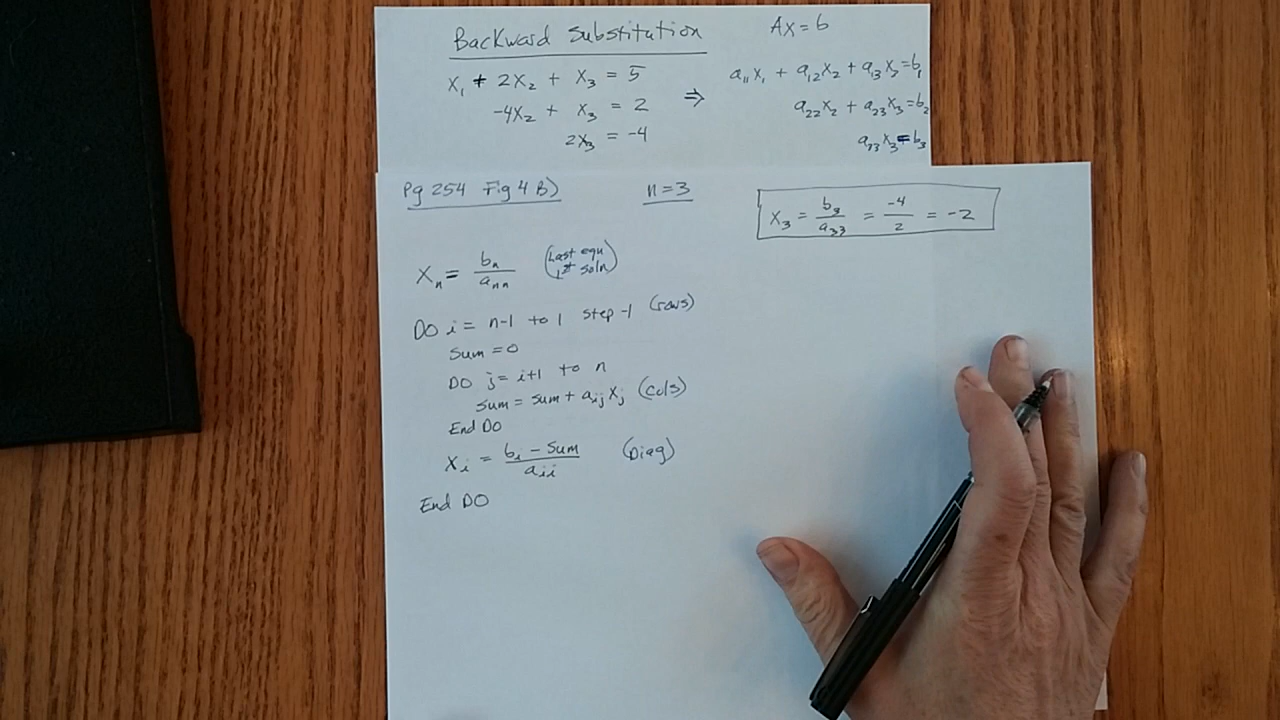 Backward Substitution
Ax = b
x₁ + 2x₂ + x₃ = 5
-4x₂ + x₃ = 2
2x₃ = -4
⇒
a₁₁x₁ + a₁₂x₂ + a₁₃x₃ = b₁
a₂₂x₂ + a₂₃x₃ = b₂
a₃₃x₃ = b₃
Pg 254 Fig 4 B)
n=3
x₃ = b₃/a₃₃ = -4/2 = -2
xₙ = bₙ/aₙₙ (Last equ
1st soln)
DO i = n-1 to 1 step -1 (rows)
sum = 0
DO j = i+1 to n
sum = sum + aᵢⱼxⱼ (cols)
End DO
xᵢ = bᵢ - sum/aᵢᵢ (Diag)
End DO